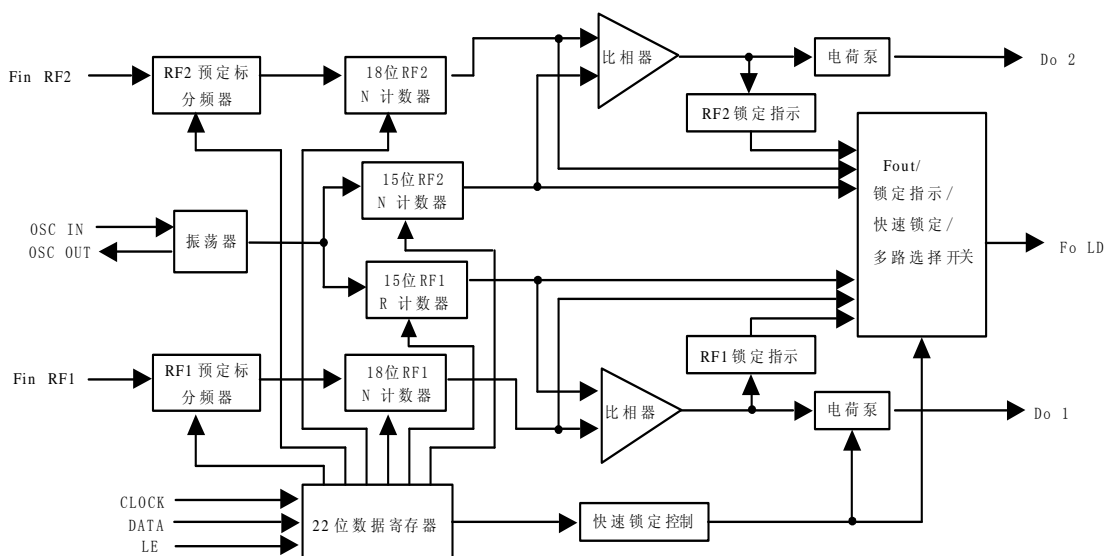 Fin RF2
RF2 预定标
分频器
18位RF2
N 计数器
比相器
电荷泵
Do 2
RF2 锁定指示
15位RF2
N 计数器
Fout/
锁定指示/
快速锁定/
多路选择开关
Fo LD
OSC IN
OSC OUT
振荡器
15位RF1
R 计数器
RF1 锁定指示
Fin RF1
RF1 预定标
分频器
18位RF1
N 计数器
比相器
电荷泵
Do 1
CLOCK
DATA
LE
22位数据寄存器
快速锁定控制